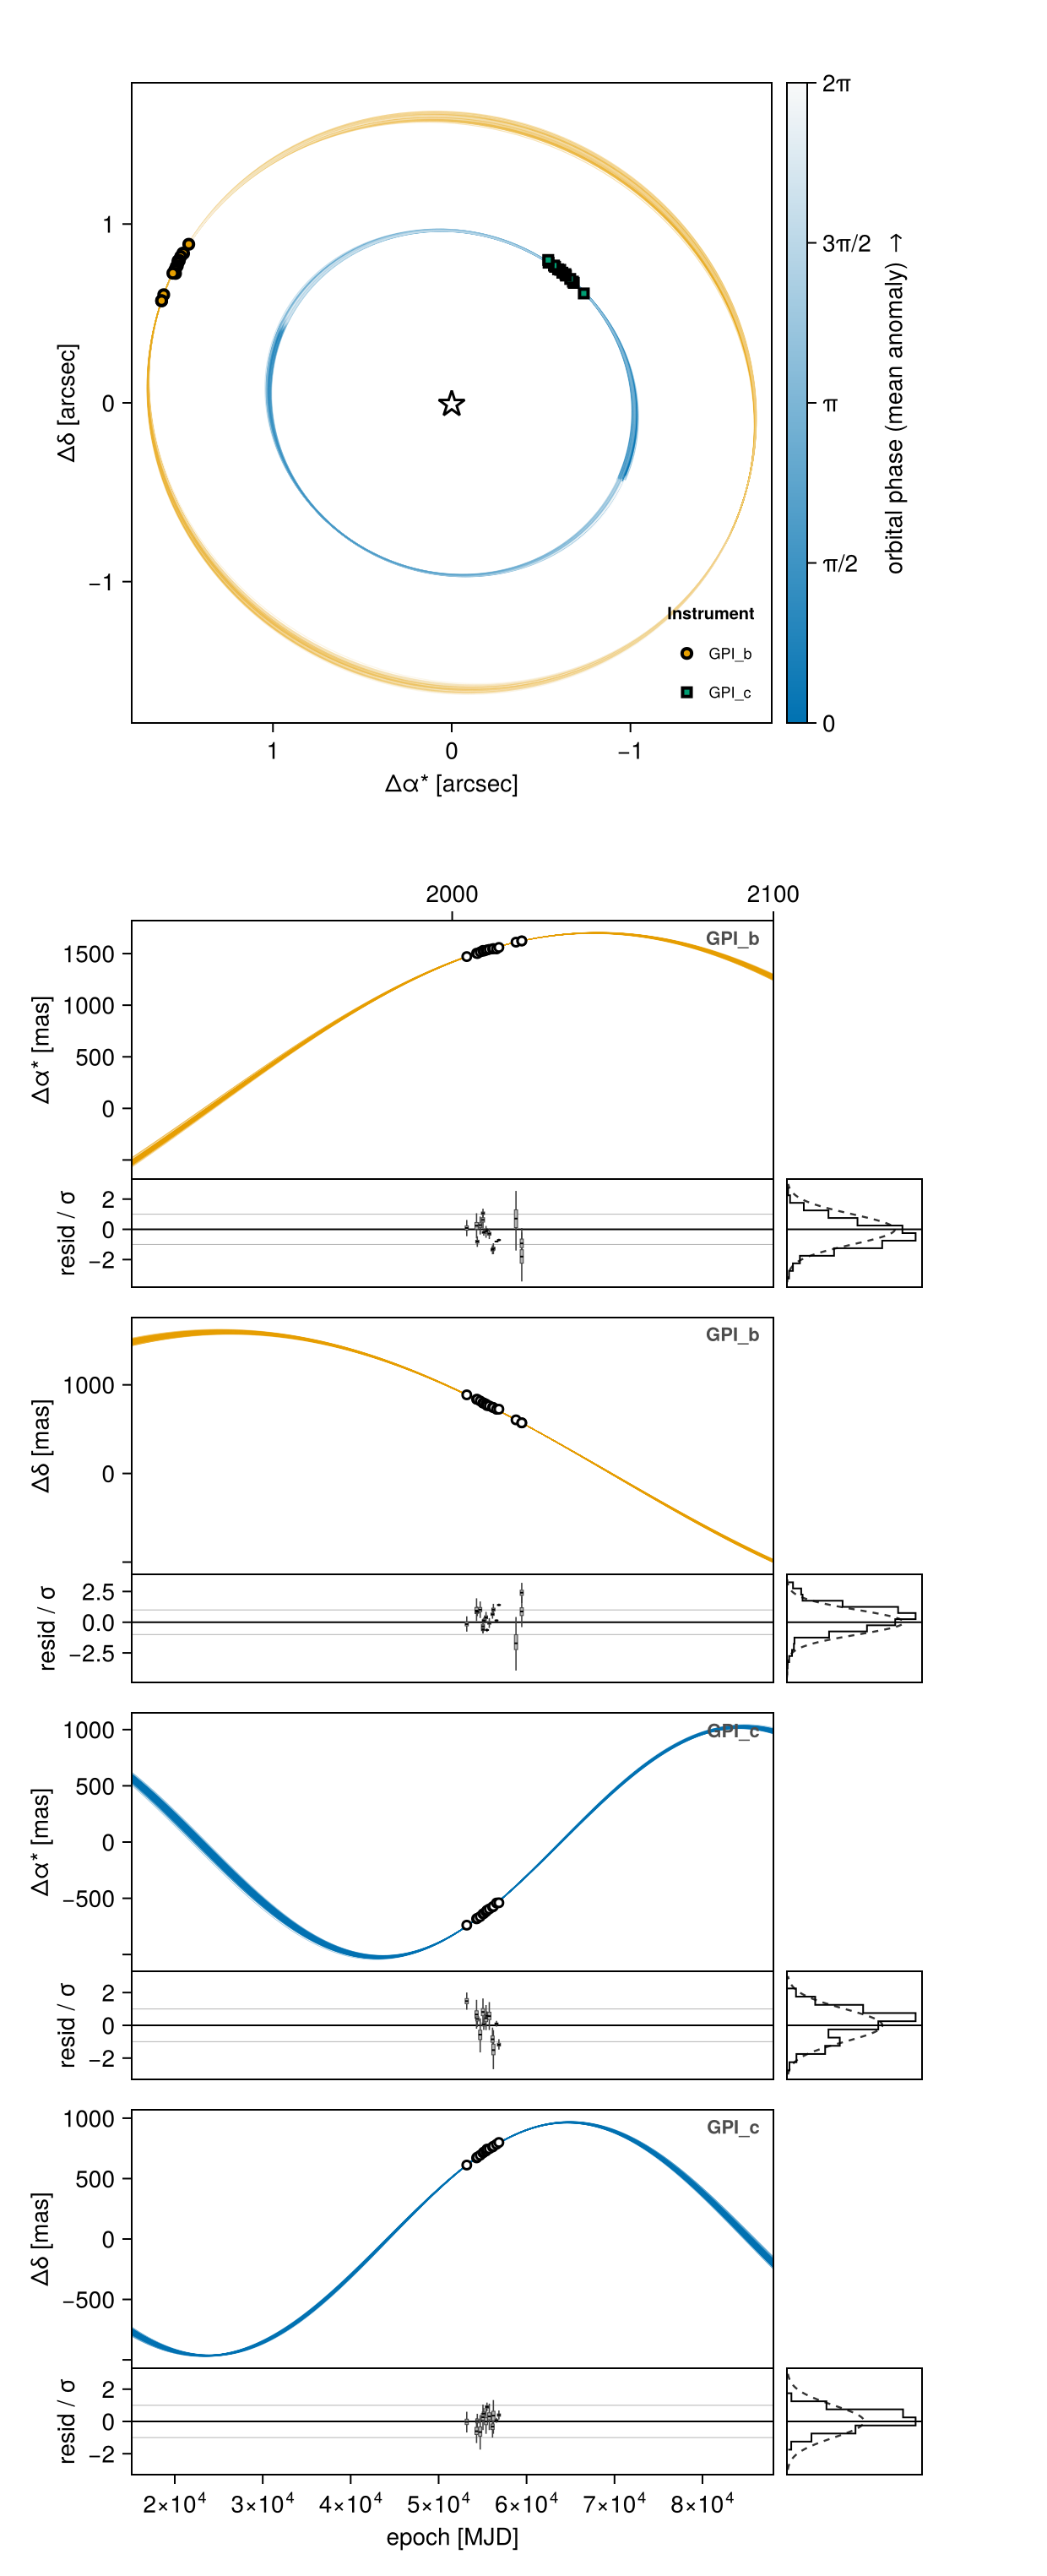 2π
3π/2
π
π/2
0
orbital phase (mean anomaly) →
1
0
−1
Δδ [arcsec]
Instrument
GPI_b
GPI_c
1
0
−1
Δα* [arcsec]
2000
2100
GPI_b
1500
1000
500
0
Δα* [mas]
2
0
−2
resid / σ
GPI_b
1000
0
Δδ [mas]
2.5
0.0
−2.5
resid / σ
GPI_c
1000
500
0
−500
Δα* [mas]
2
0
−2
resid / σ
GPI_c
1000
500
0
−500
Δδ [mas]
2
0
−2
resid / σ
2×10⁴ 3×10⁴ 4×10⁴ 5×10⁴ 6×10⁴ 7×10⁴ 8×10⁴
epoch [MJD]